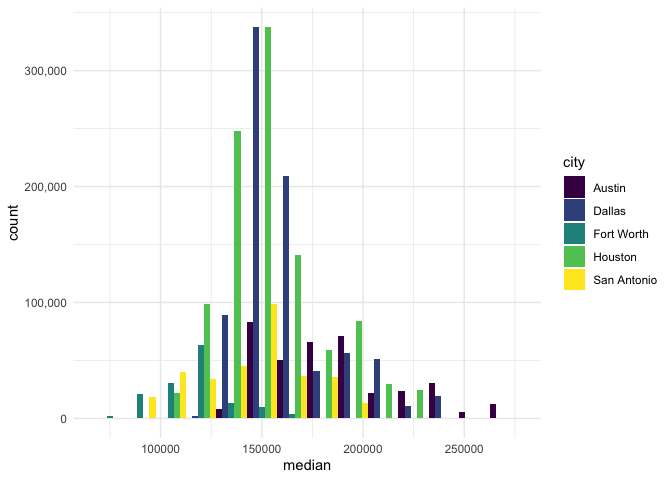 300,000
200,000
100,000
0
count
100000
150000
200000
250000
median
city
Austin
Dallas
Fort Worth
Houston
San Antonio